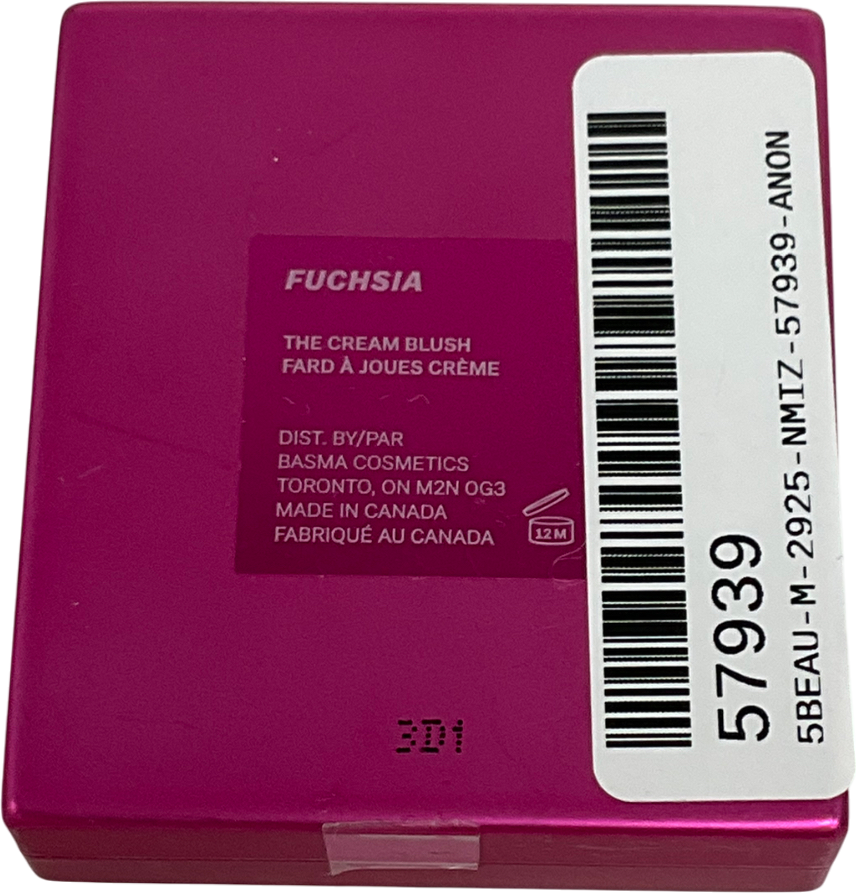 FUCHSIA
THE CREAM BLUSH
FARD À JOUES CRÈME
DIST. BY/PAR
BASMA COSMETICS
TORONTO, ON M2N 0G3
MADE IN CANADA
FABRIQUÉ AU CANADA
12 M
3D1
57939
5BEAU-M-2925-NMIZ-57939-ANON